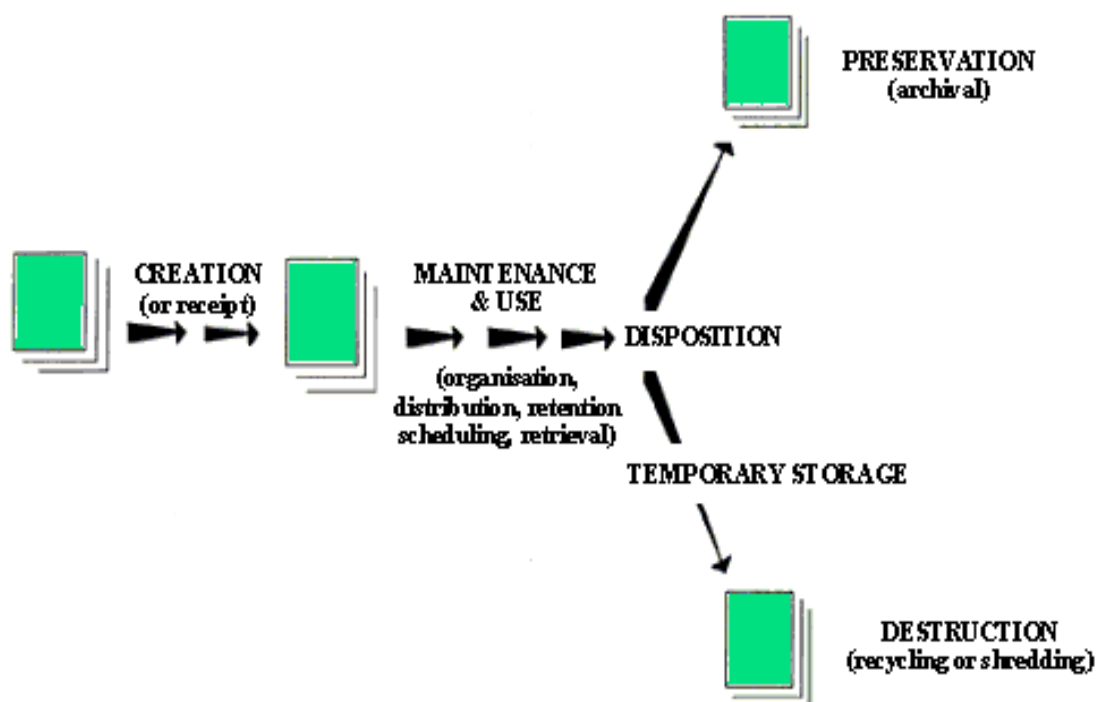 PRESERVATION
(archival)
CREATION
(or receipt)
MAINTENANCE
& USE
DISPOSITION
(organisation,
distribution, retention
scheduling, retrieval)
TEMPORARY STORAGE
DESTRUCTION
(recycling or shredding)